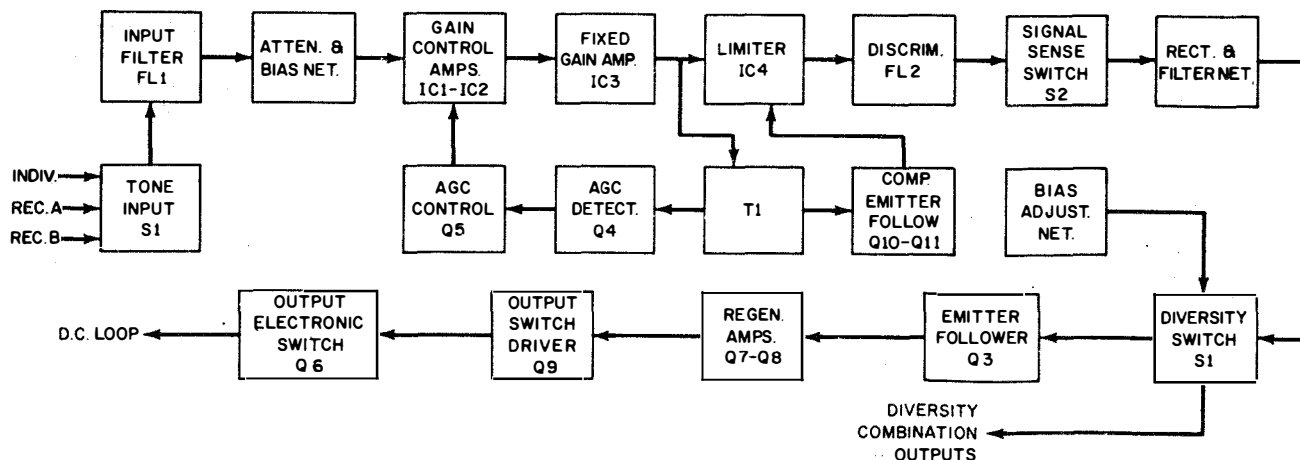 INPUT
FILTER
FL1
ATTEN. &
BIAS NET.
GAIN
CONTROL
AMPS.
IC1-IC2
FIXED
GAIN AMP.
IC3
LIMITER
IC4
DISCRIM.
FL2
SIGNAL
SENSE
SWITCH
S2
RECT. &
FILTER NET.
INDIV.
REC. A
REC. B
TONE
INPUT
S1
AGC
CONTROL
Q5
AGC
DETECT.
Q4
T1
COMP.
EMITTER
FOLLOW
Q10-Q11
BIAS
ADJUST.
NET.
D.C. LOOP
OUTPUT
ELECTRONIC
SWITCH
Q6
OUTPUT
SWITCH
DRIVER
Q9
REGEN.
AMPS.
Q7-Q8
EMITTER
FOLLOWER
Q3
DIVERSITY
SWITCH
S1
DIVERSITY
COMBINATION
OUTPUTS